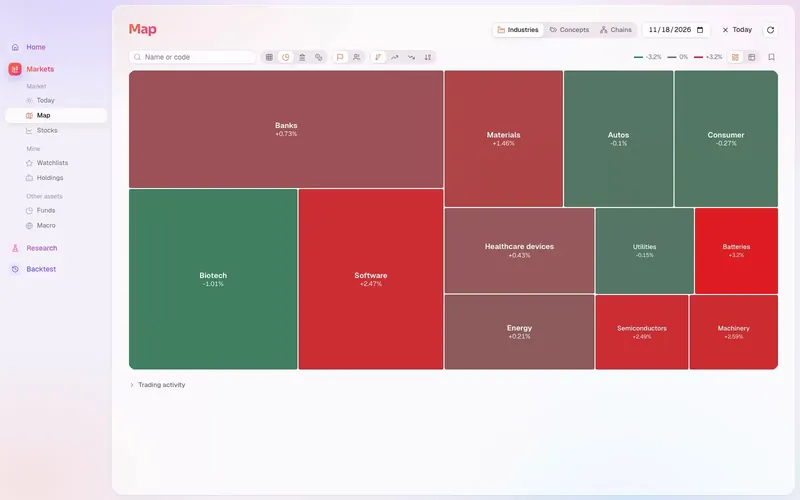 Home
Markets
Market
Today
Map
Stocks
Mine
Watchlists
Holdings
Other assets
Funds
Macro
Research
Backtest
Map
Industries
Concepts
Chains
11/18/2026
Today
Name or code
-3.2%
0%
+3.2%
Banks
+0.73%
Materials
+1.46%
Autos
-0.1%
Consumer
-0.27%
Biotech
-1.01%
Software
+2.47%
Healthcare devices
+0.43%
Utilities
-0.15%
Batteries
+3.2%
Energy
+0.21%
Semiconductors
+2.49%
Machinery
+2.59%
Trading activity